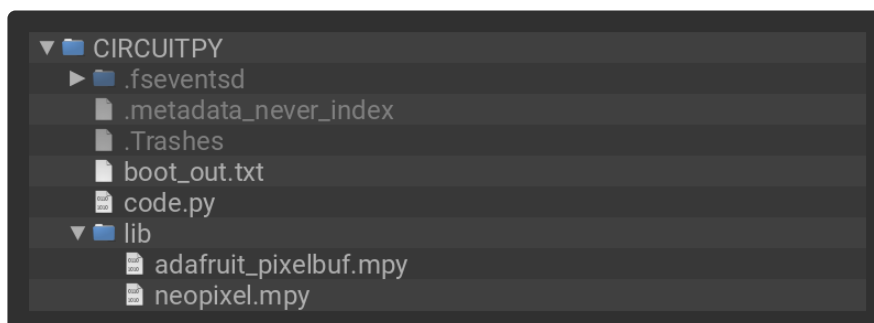 CIRCUITPY
.fseventsd
.metadata_never_index
.Trashes
boot_out.txt
code.py
lib
adafruit_pixelbuf.mpy
neopixel.mpy